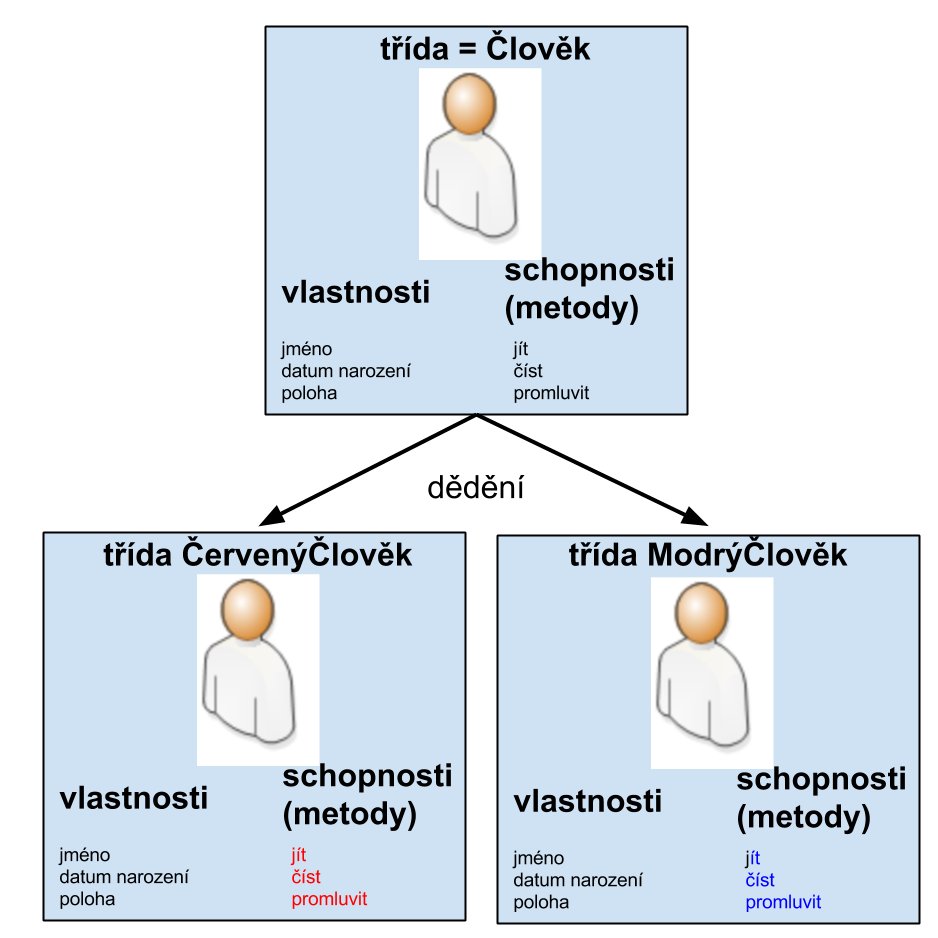 třída = Člověk
vlastnosti
jméno
datum narození
poloha
schopnosti
(metody)
jít
číst
promluvit
dědění
třída ČervenýČlověk
vlastnosti
jméno
datum narození
poloha
schopnosti
(metody)
jít
číst
promluvit
třída ModrýČlověk
vlastnosti
jméno
datum narození
poloha
schopnosti
(metody)
jít
číst
promluvit